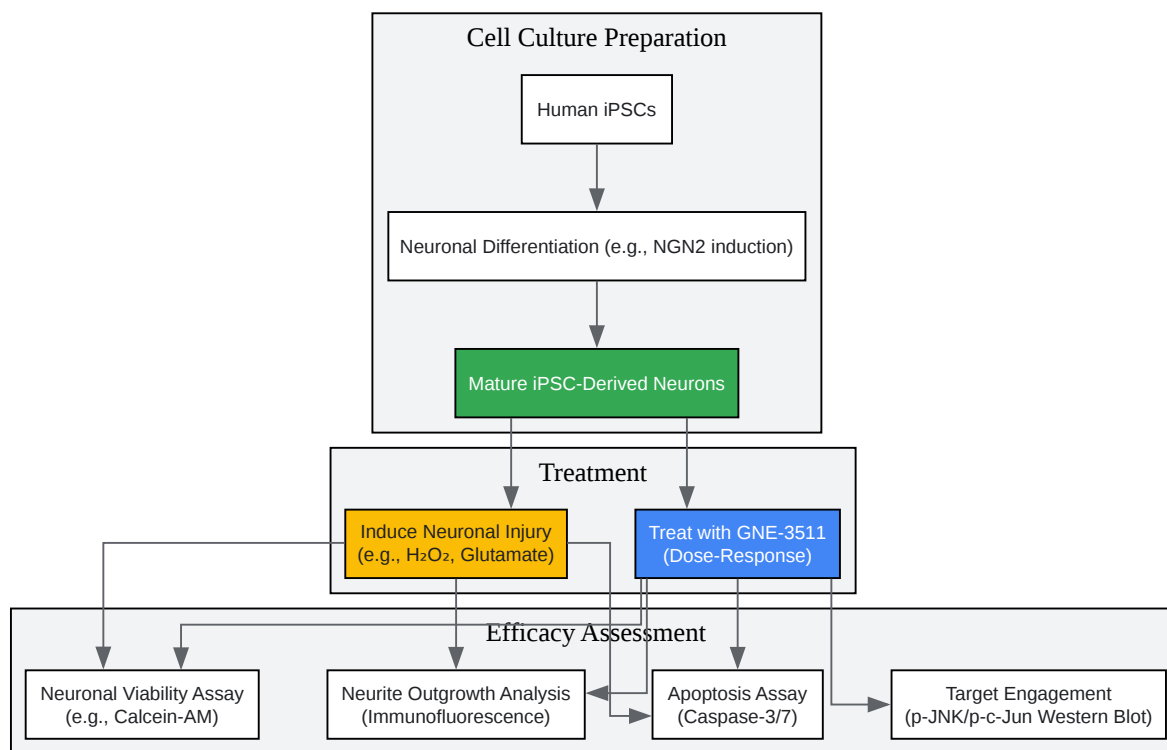 Cell Culture Preparation
Human iPSCs
Neuronal Differentiation (e.g., NGN2 induction)
Mature iPSC-Derived Neurons
Treatment
Induce Neuronal Injury
(e.g., H₂O₂, Glutamate)
Treat with GNE-3511
(Dose-Response)
Efficacy Assessment
Neuronal Viability Assay
(e.g., Calcein-AM)
Neurite Outgrowth Analysis
(Immunofluorescence)
Apoptosis Assay
(Caspase-3/7)
Target Engagement
(p-JNK/p-c-Jun Western Blot)